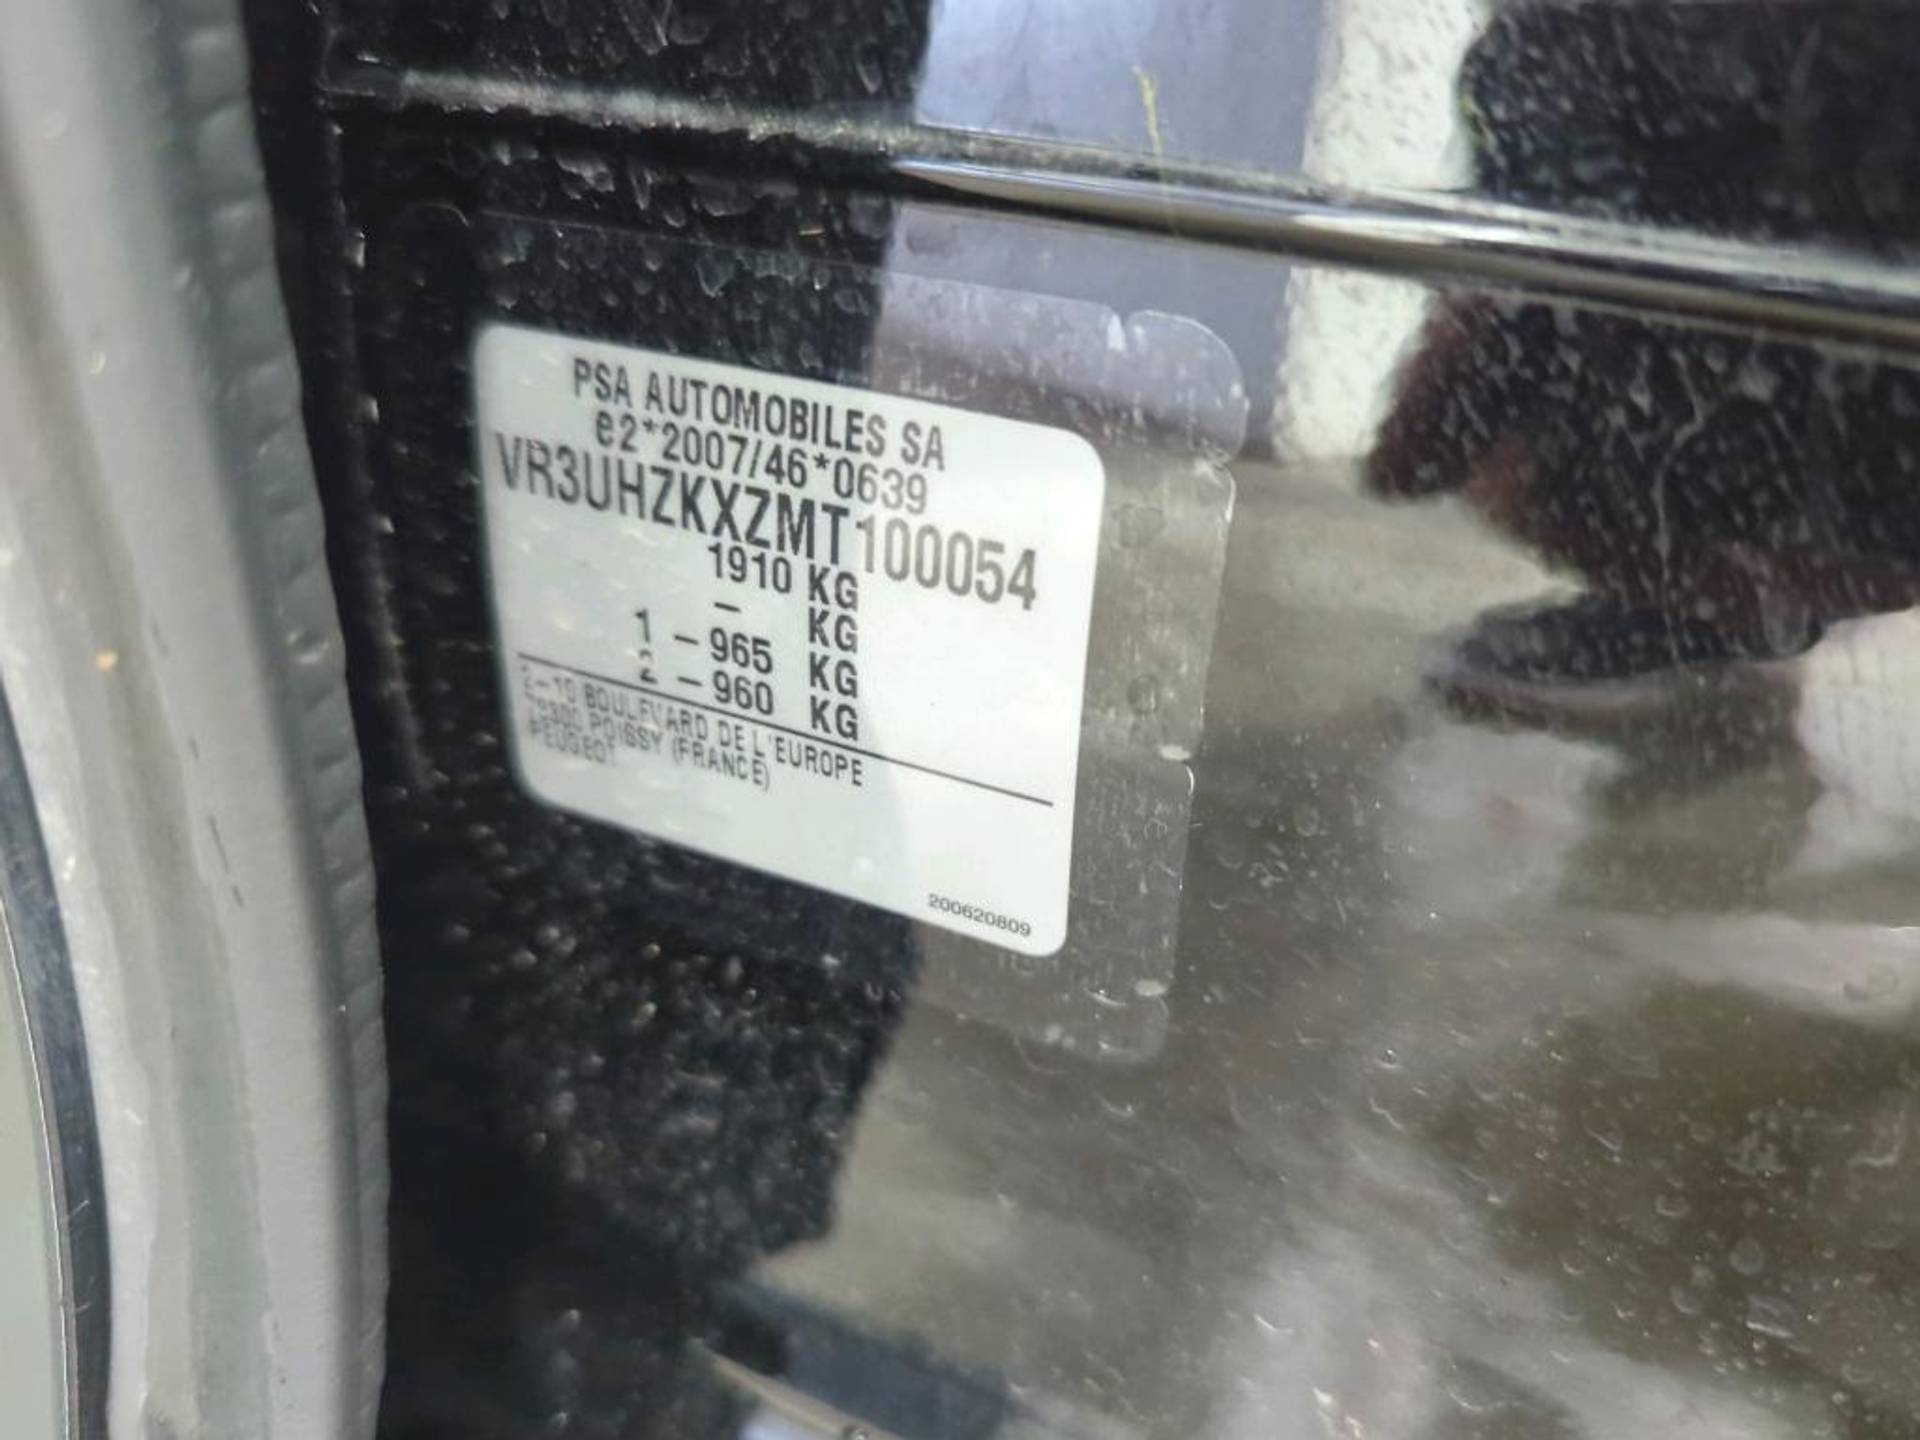 PSA AUTOMOBILES SA
e2*2007/46*0639
VR3UHZKXZMT100054
1910 KG
– KG
1 – 965 KG
2 – 960 KG
2–10 BOULEVARD DE L'EUROPE
78300 POISSY (FRANCE)
PEUGEOT
200620809